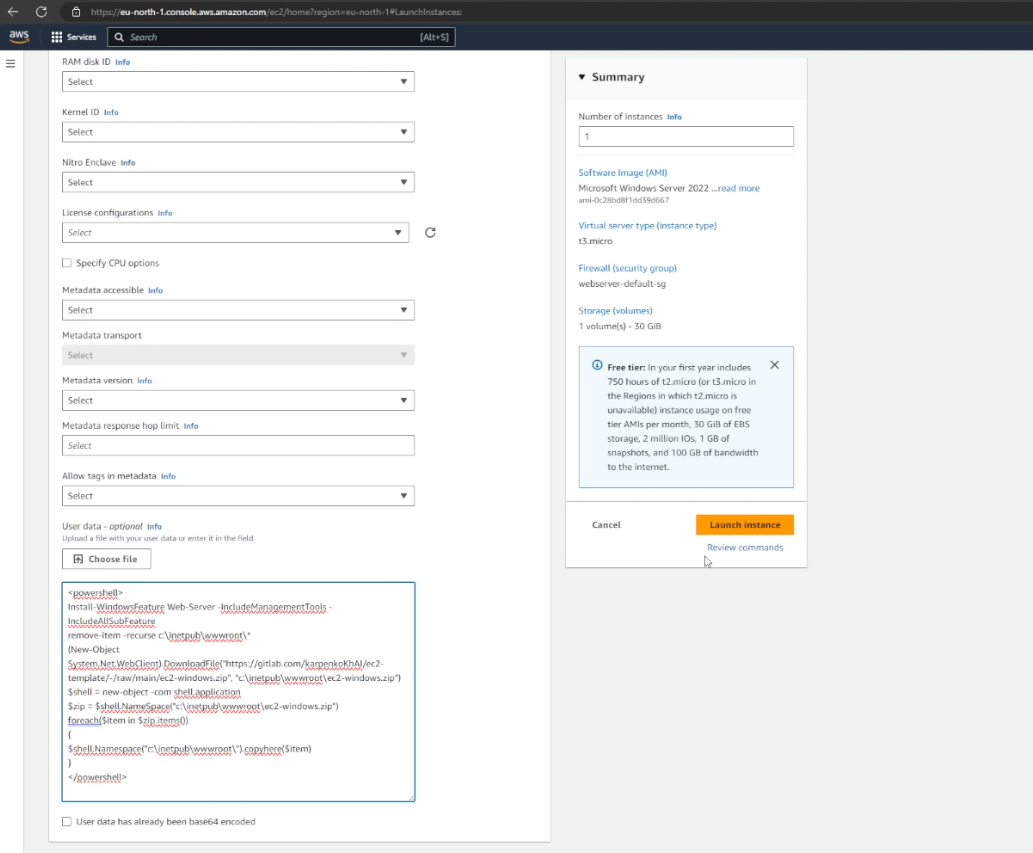 https://eu-north-1.console.aws.amazon.com/ec2/home?region=eu-north-1#LaunchInstances:
aws
Services
Search
[Alt+S]
RAM disk ID Info
Select
Kernel ID Info
Select
Nitro Enclave Info
Select
License configurations Info
Select
Specify CPU options
Metadata accessible Info
Select
Metadata transport
Select
Metadata version Info
Select
Metadata response hop limit Info
Select
Allow tags in metadata Info
Select
User data - optional Info
Upload a file with your user data or enter it in the field.
Choose file
<powershell>
Install-WindowsFeature Web-Server -IncludeManagementTools -
IncludeAllSubFeature
remove-item -recurse c:\inetpub\wwwroot\*
(New-Object
System.Net.WebClient).DownloadFile("https://gitlab.com/karpenkoKhAI/ec2-
template/-/raw/main/ec2-windows.zip", "c:\inetpub\wwwroot\ec2-windows.zip")
$shell = new-object -com shell.application
$zip = $shell.NameSpace("c:\inetpub\wwwroot\ec2-windows.zip")
foreach($item in $zip.items())
{
$shell.Namespace("c:\inetpub\wwwroot\").copyhere($item)
}
</powershell>
User data has already been base64 encoded
Summary
Number of instances Info
1
Software Image (AMI)
Microsoft Windows Server 2022 ...read more
ami-0c28bd8f1dd39d667
Virtual server type (instance type)
t3.micro
Firewall (security group)
webserver-default-sg
Storage (volumes)
1 volume(s) - 30 GiB
Free tier: In your first year includes
750 hours of t2.micro (or t3.micro in
the Regions in which t2.micro is
unavailable) instance usage on free
tier AMIs per month, 30 GiB of EBS
storage, 2 million IOs, 1 GB of
snapshots, and 100 GB of bandwidth
to the internet.
Cancel
Launch instance
Review commands